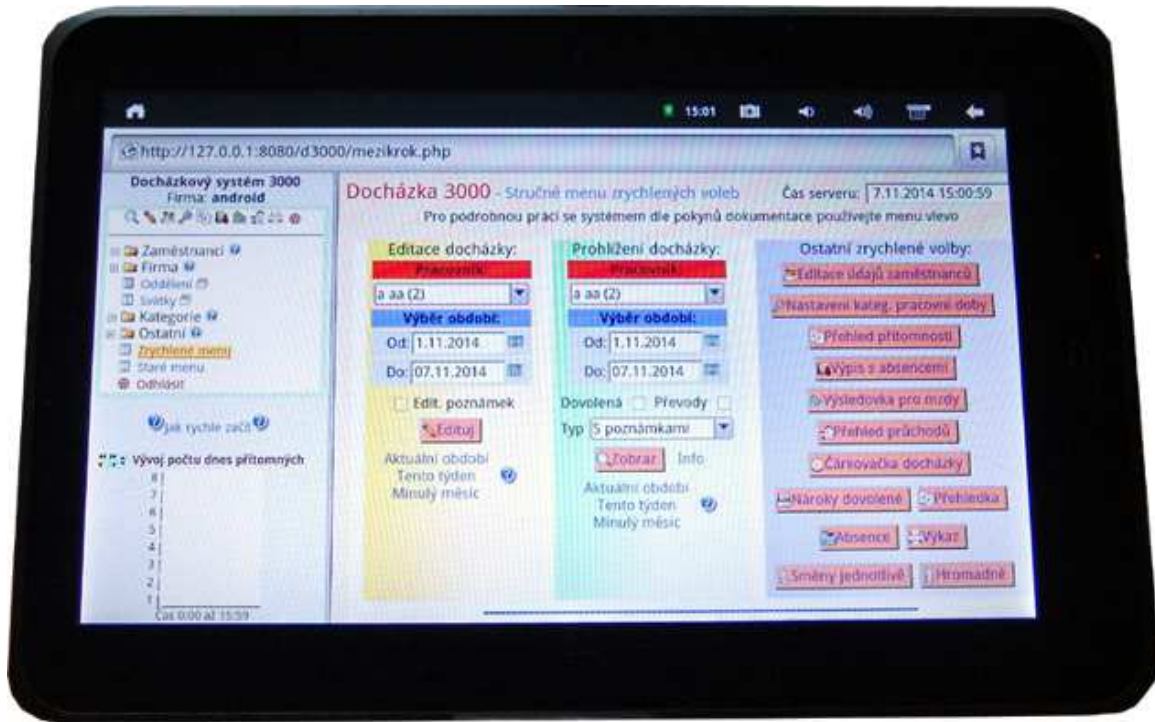 15:01
http://127.0.0.1:8080/d3000/mezikrok.php
Docházkový systém 3000
Firma: android
Zaměstnanci
Firma
Oddělení
Svátky
Kategorie
Ostatní
Zrychlené menu
Staré menu
Odhlásit
Jak rychle začít
Vývoj počtu dnes přítomných
8
7
6
5
4
3
2
1
Čas 0:00 až 15:59
Docházka 3000 - Stručné menu zrychlených voleb
Čas serveru: 7.11.2014 15:00:59
Pro podrobnou práci se systémem dle pokynů dokumentace používejte menu vlevo
Editace docházky:
Pracovník:
a aa (2)
Výběr období:
Od: 1.11.2014
Do: 07.11.2014
Edit. poznámek
Edituj
Aktuální období
Tento týden
Minulý měsíc
Prohlížení docházky:
Pracovník:
a aa (2)
Výběr období:
Od: 1.11.2014
Do: 07.11.2014
Dovolená Převody
Typ S poznámkami
Zobraz Info
Aktuální období
Tento týden
Minulý měsíc
Ostatní zrychlené volby:
Editace údajů zaměstnanců
Nastavení kateg. pracovní doby
Přehled přítomnosti
Výpis s absencemi
Výsledovka pro mzdy
Přehled průchodů
Čárkovačka docházky
Nároky dovolené Přehledka
Absence Výkaz
Směny jednotlivě Hromadně